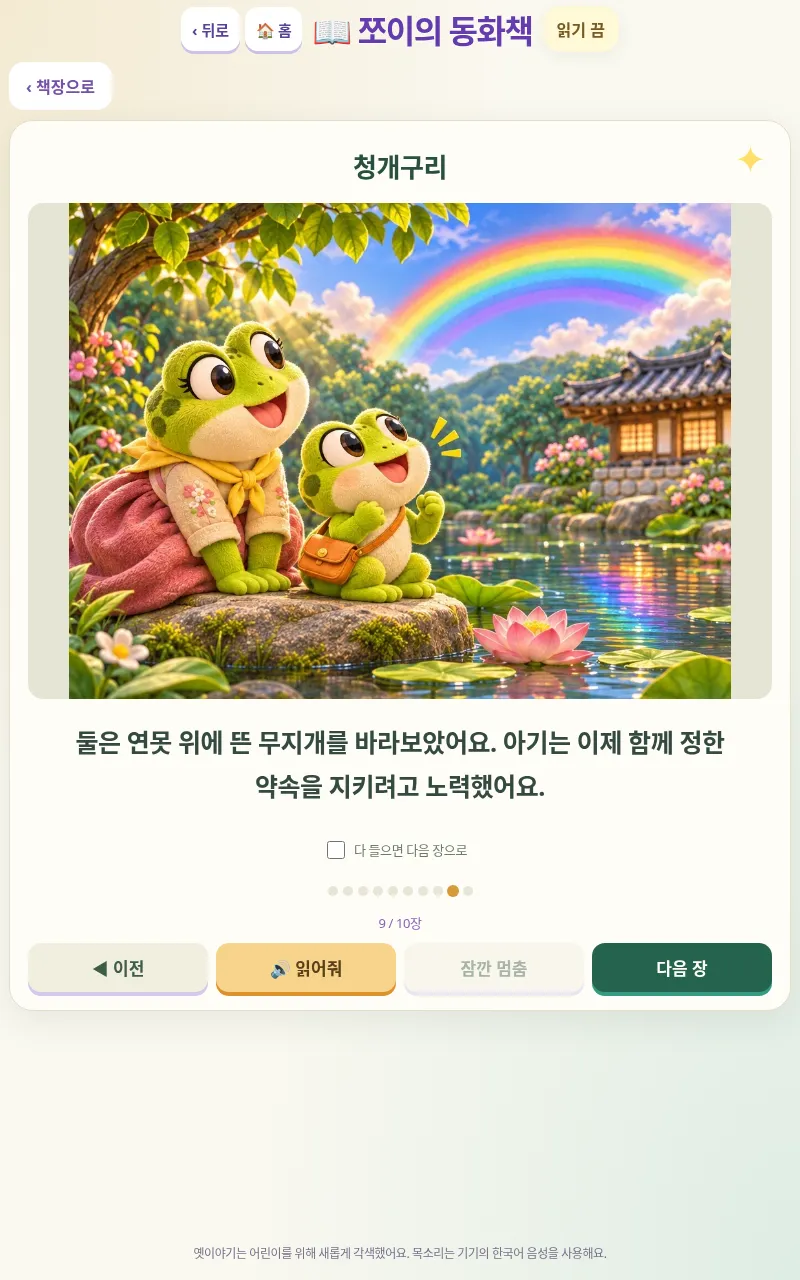 ‹ 뒤로
🏠 홈
📖 쪼이의 동화책
읽기 끝
‹ 책장으로
청개구리
둘은 연못 위에 뜬 무지개를 바라보았어요. 아기는 이제 함께 정한
약속을 지키려고 노력했어요.
다 들으면 다음 장으로
9 / 10장
◀ 이전
🔊 읽어줘
잠깐 멈춤
다음 장
옛이야기는 어린이를 위해 새롭게 각색했어요. 목소리는 기기의 한국어 음성을 사용해요.